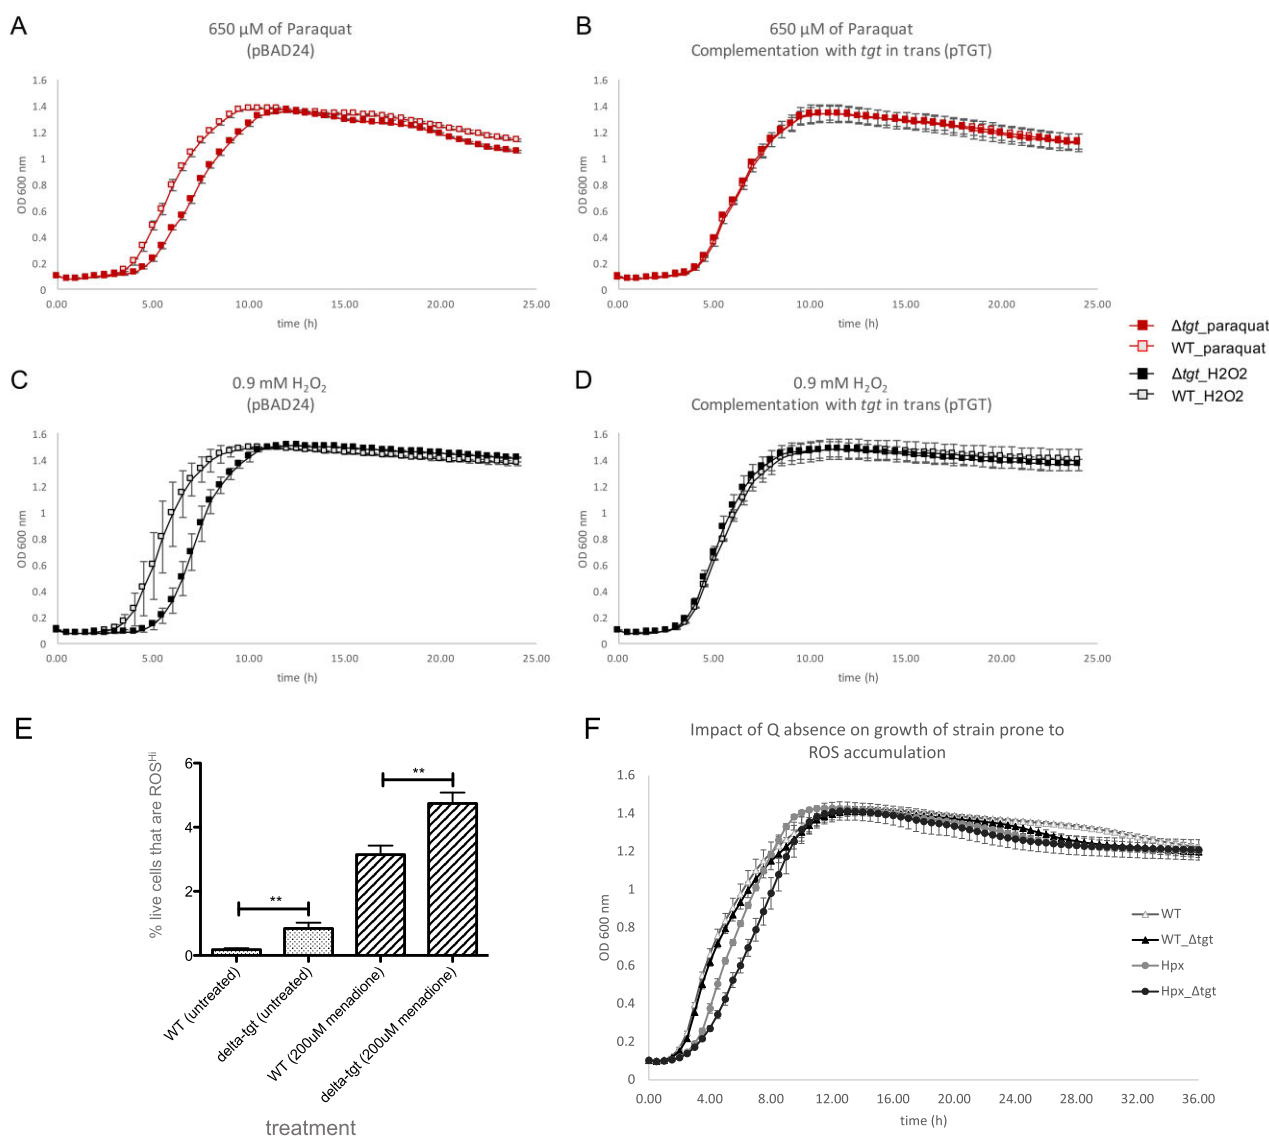 A
650 µM of Paraquat
(pBAD24)
1.6
1.4
1.2
1
0.8
0.6
0.4
0.2
0
OD 600 nm
0.00
5.00
10.00
15.00
20.00
25.00
time (h)
B
650 µM of Paraquat
Complementation with tgt in trans (pTGT)
1.6
1.4
1.2
1
0.8
0.6
0.4
0.2
0
OD 600 nm
0.00
5.00
10.00
15.00
20.00
25.00
time (h)
Δtgt_paraquat
WT_paraquat
Δtgt_H2O2
WT_H2O2
C
0.9 mM H₂O₂
(pBAD24)
1.6
1.4
1.2
1
0.8
0.6
0.4
0.2
0
OD 600 nm
0.00
5.00
10.00
15.00
20.00
25.00
time (h)
D
0.9 mM H₂O₂
Complementation with tgt in trans (pTGT)
1.6
1.4
1.2
1
0.8
0.6
0.4
0.2
0
OD 600 nm
0.00
5.00
10.00
15.00
20.00
25.00
time (h)
E
% live cells that are ROSᴴⁱ
6
4
2
0
**
**
WT (untreated)
delta-tgt (untreated)
WT (200uM menadione)
delta-tgt (200uM menadione)
treatment
F
Impact of Q absence on growth of strain prone to
ROS accumulation
1.6
1.4
1.2
1
0.8
0.6
0.4
0.2
0
OD 600 nm
WT
WT_Δtgt
Hpx
Hpx_Δtgt
0.00
4.00
8.00
12.00
16.00
20.00
24.00
28.00
32.00
36.00
time (h)